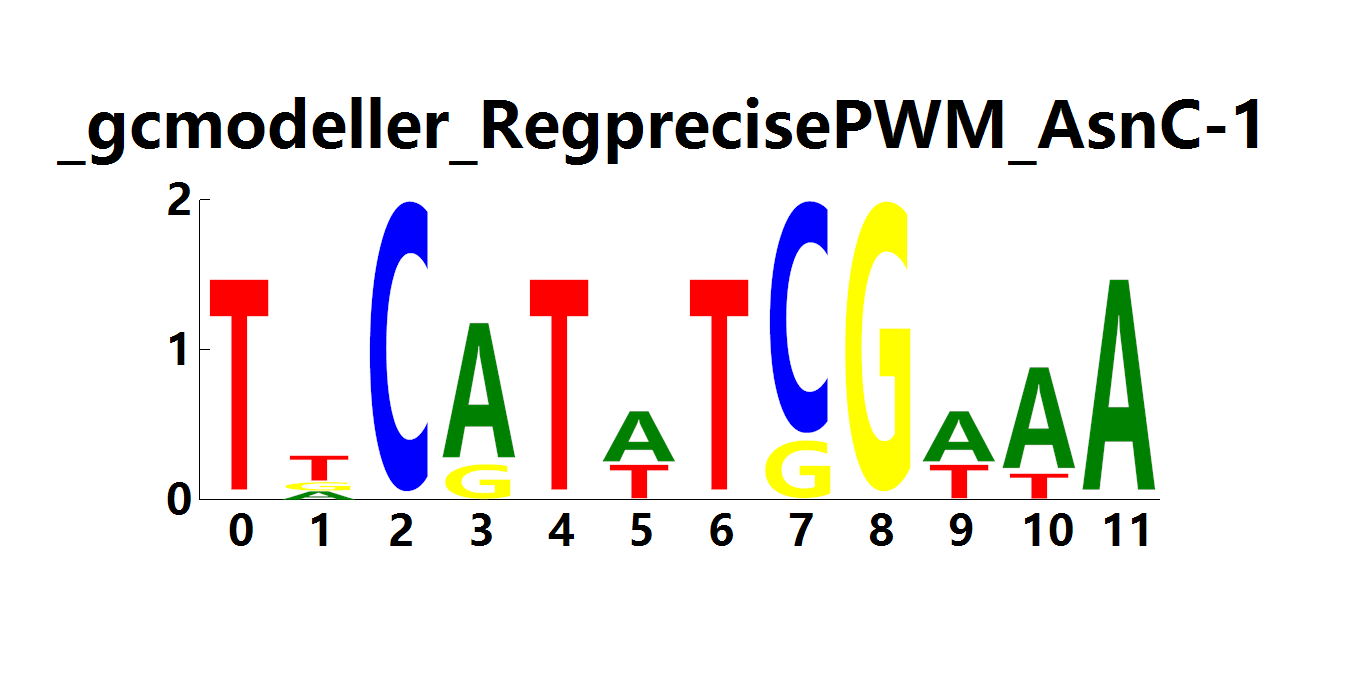 _gcmodeller_RegprecisePWM_AsnC-1
2
1
0
T T G A C A G T A T T C G G A T A T A
0 1 2 3 4 5 6 7 8 9 10 11